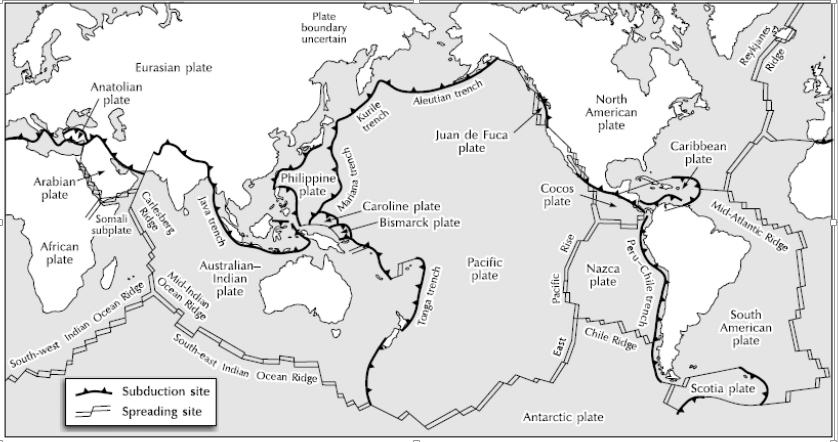 Plate
boundary
uncertain
Reykjanes
Ridge
Eurasian plate
Anatolian
plate
Aleutian trench
Kurile
trench
North
American
plate
Juan de Fuca
plate
Caribbean
plate
Arabian
plate
Philippine
plate
Mariana trench
Cocos
plate
Caroline plate
Bismarck plate
Carlesberg
Ridge
Somali
subplate
Java trench
Mid-Atlantic Ridge
African
plate
Australian–
Indian
plate
Mid-Indian
Ocean Ridge
Pacific
plate
East Pacific Rise
Nazca
plate
Peru–Chile trench
Tonga trench
South-west Indian Ocean Ridge
South-east Indian Ocean Ridge
Chile Ridge
South
American
plate
Subduction site
Spreading site
Scotia plate
Antarctic plate